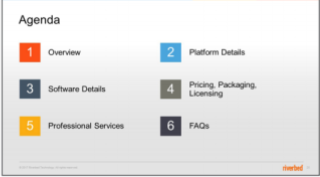 Agenda
1 Overview
2 Platform Details
3 Software Details
4 Pricing, Packaging,
Licensing
5 Professional Services
6 FAQs
riverbed